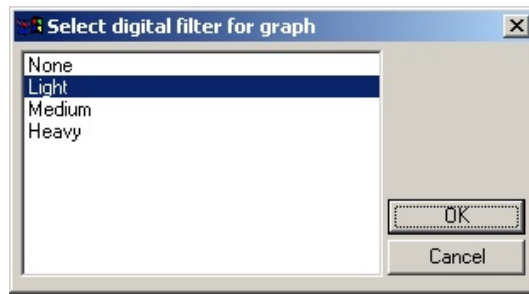 Select digital filter for graph
None
Light
Medium
Heavy
OK
Cancel